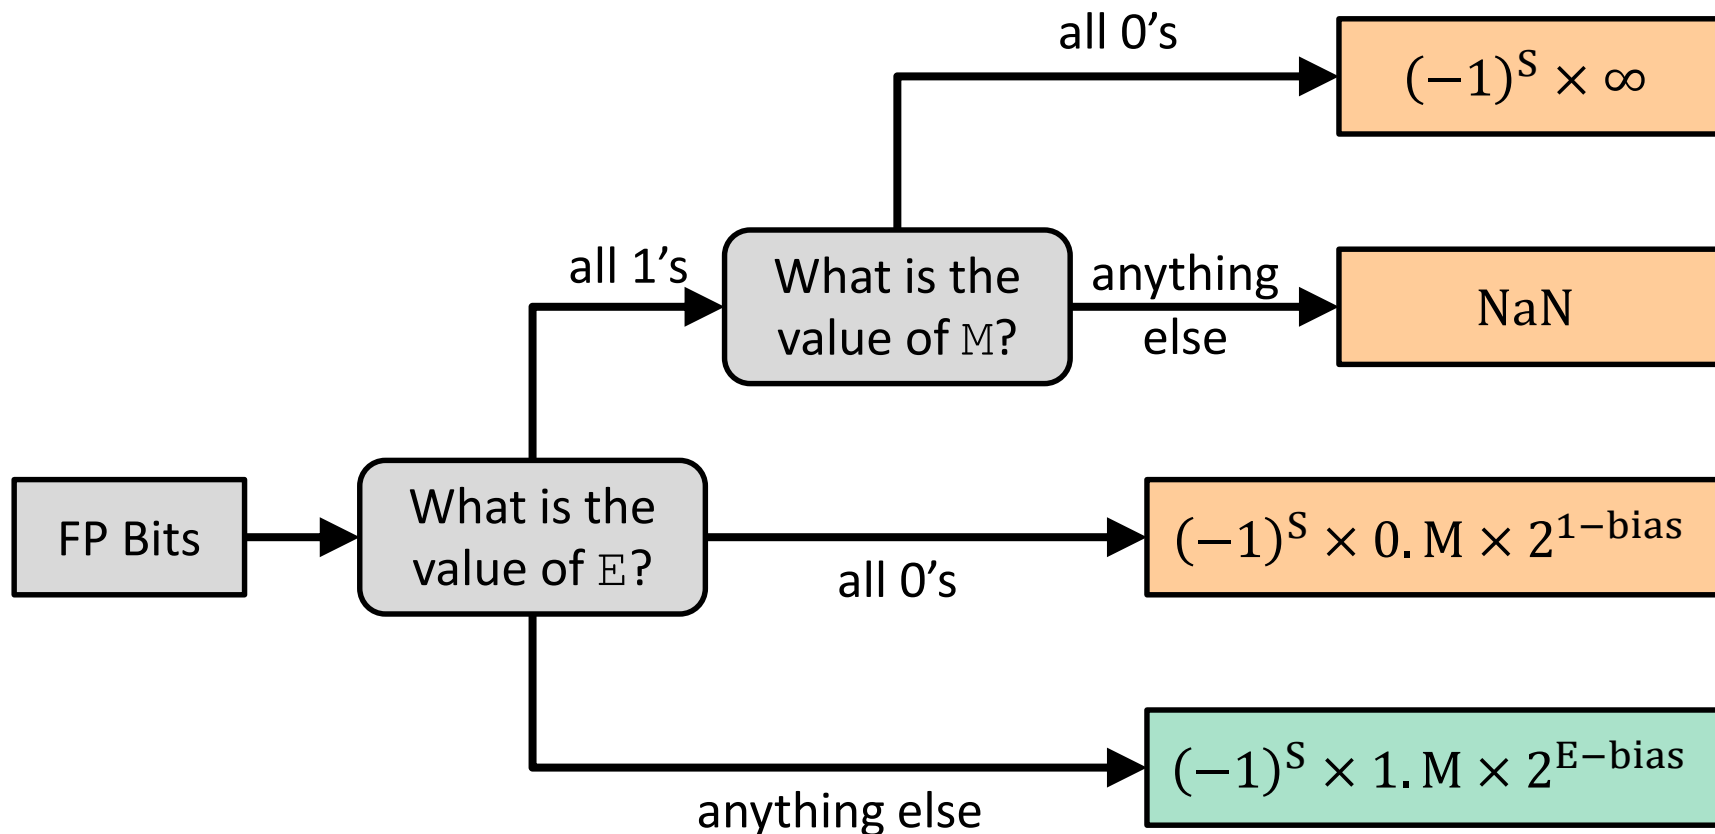 all 0's
(−1)^S × ∞
all 1's
What is the
value of M?
anything
else
NaN
FP Bits
What is the
value of E?
all 0's
(−1)^S × 0. M × 2^(1−bias)
anything else
(−1)^S × 1. M × 2^(E−bias)